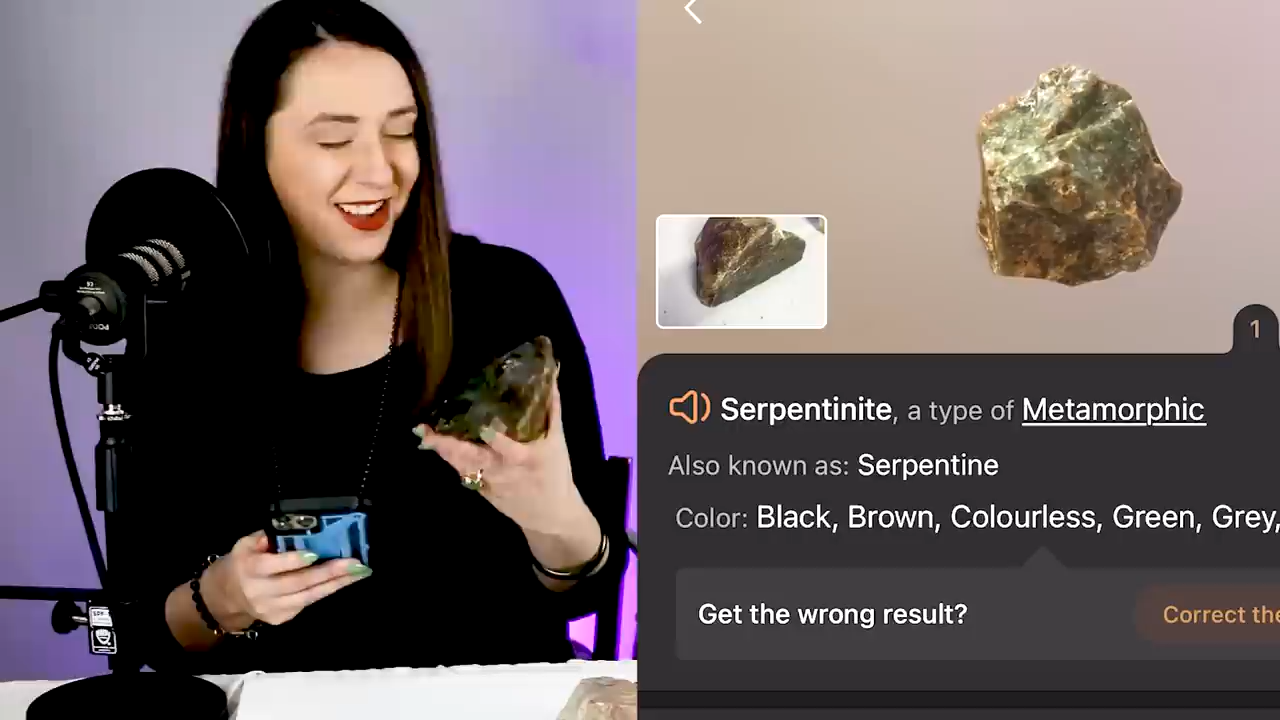 1
Serpentinite, a type of Metamorphic
Also known as: Serpentine
Color: Black, Brown, Colourless, Green, Grey,
Get the wrong result?
Correct the